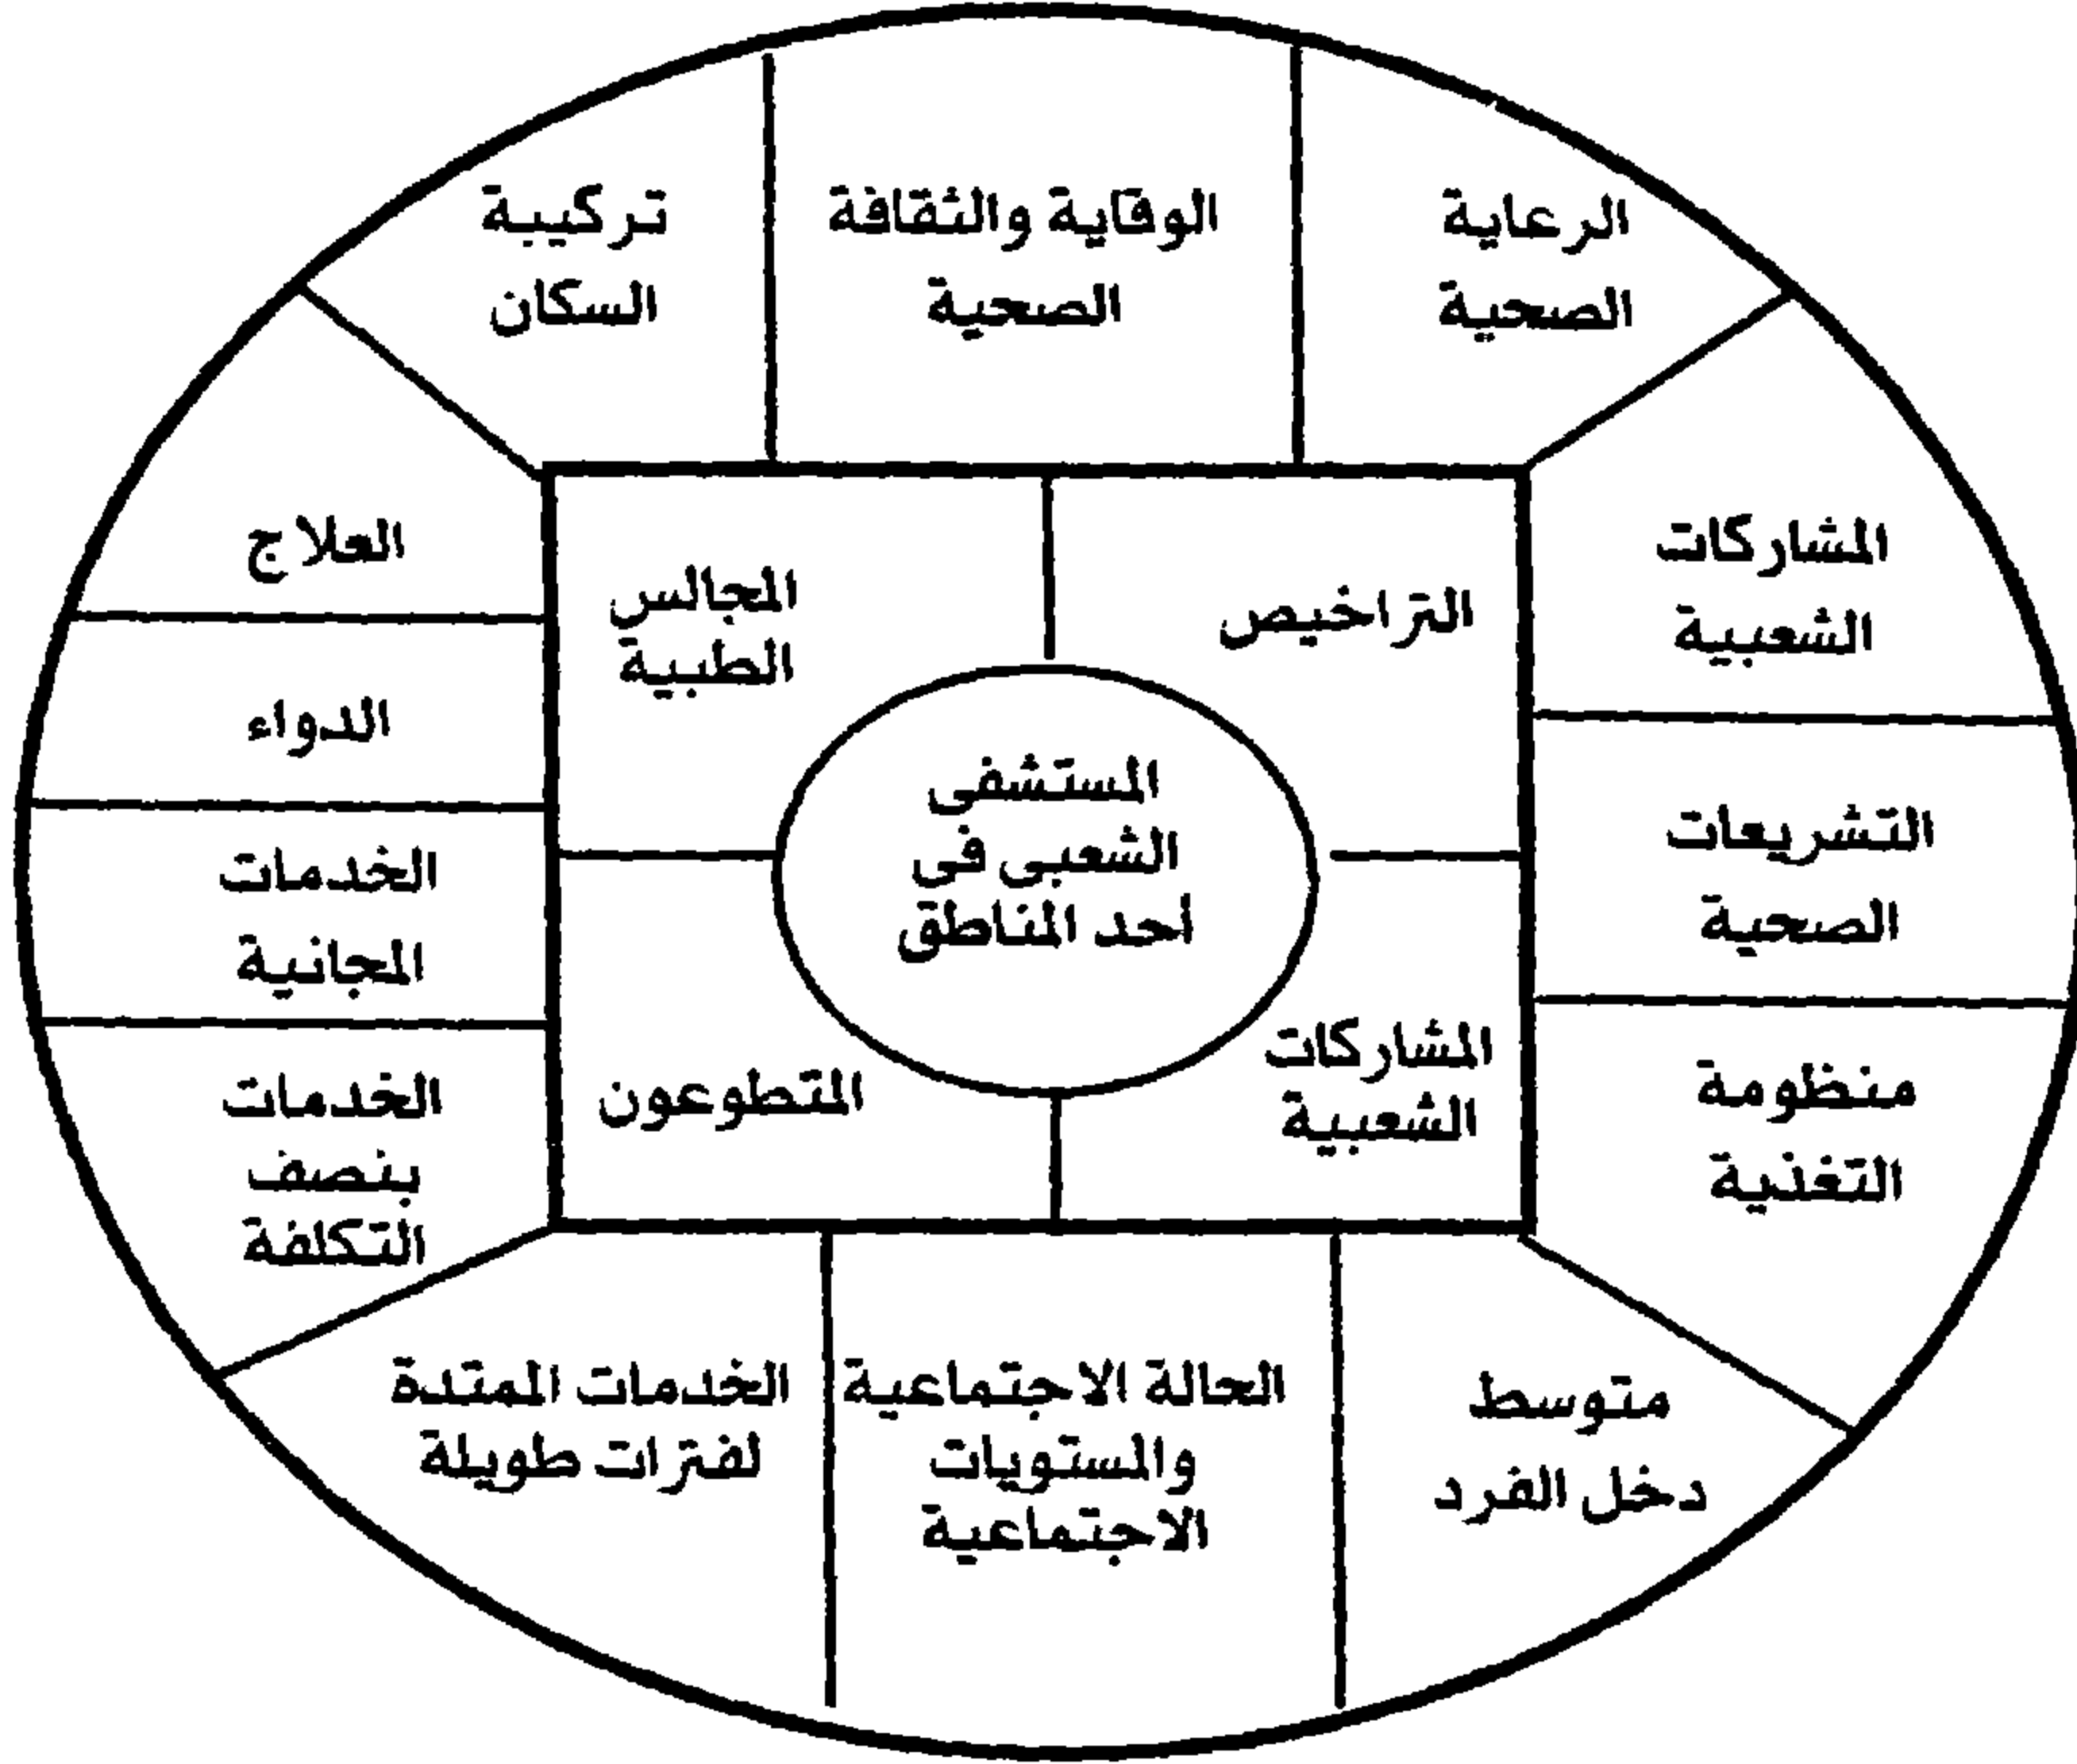 الرعاية
الصحية
الوقاية والثقافة
الصحية
تركيبة
السكان
المشاركات
الشعبية
التشريعات
الصحية
منظومة
التغذية
التراخيص
المجالس
الطبية
المستشفى
الشعبى فى
أحد المناطق
المشاركات
الشعبية
المتطوعون
العلاج
الدواء
الخدمات
المجانية
الخدمات
بنصف
التكلفة
متوسط
دخل الفرد
الحالة الاجتماعية
والمستويات
الاجتماعية
الخدمات الممتدة
لفترات طويلة